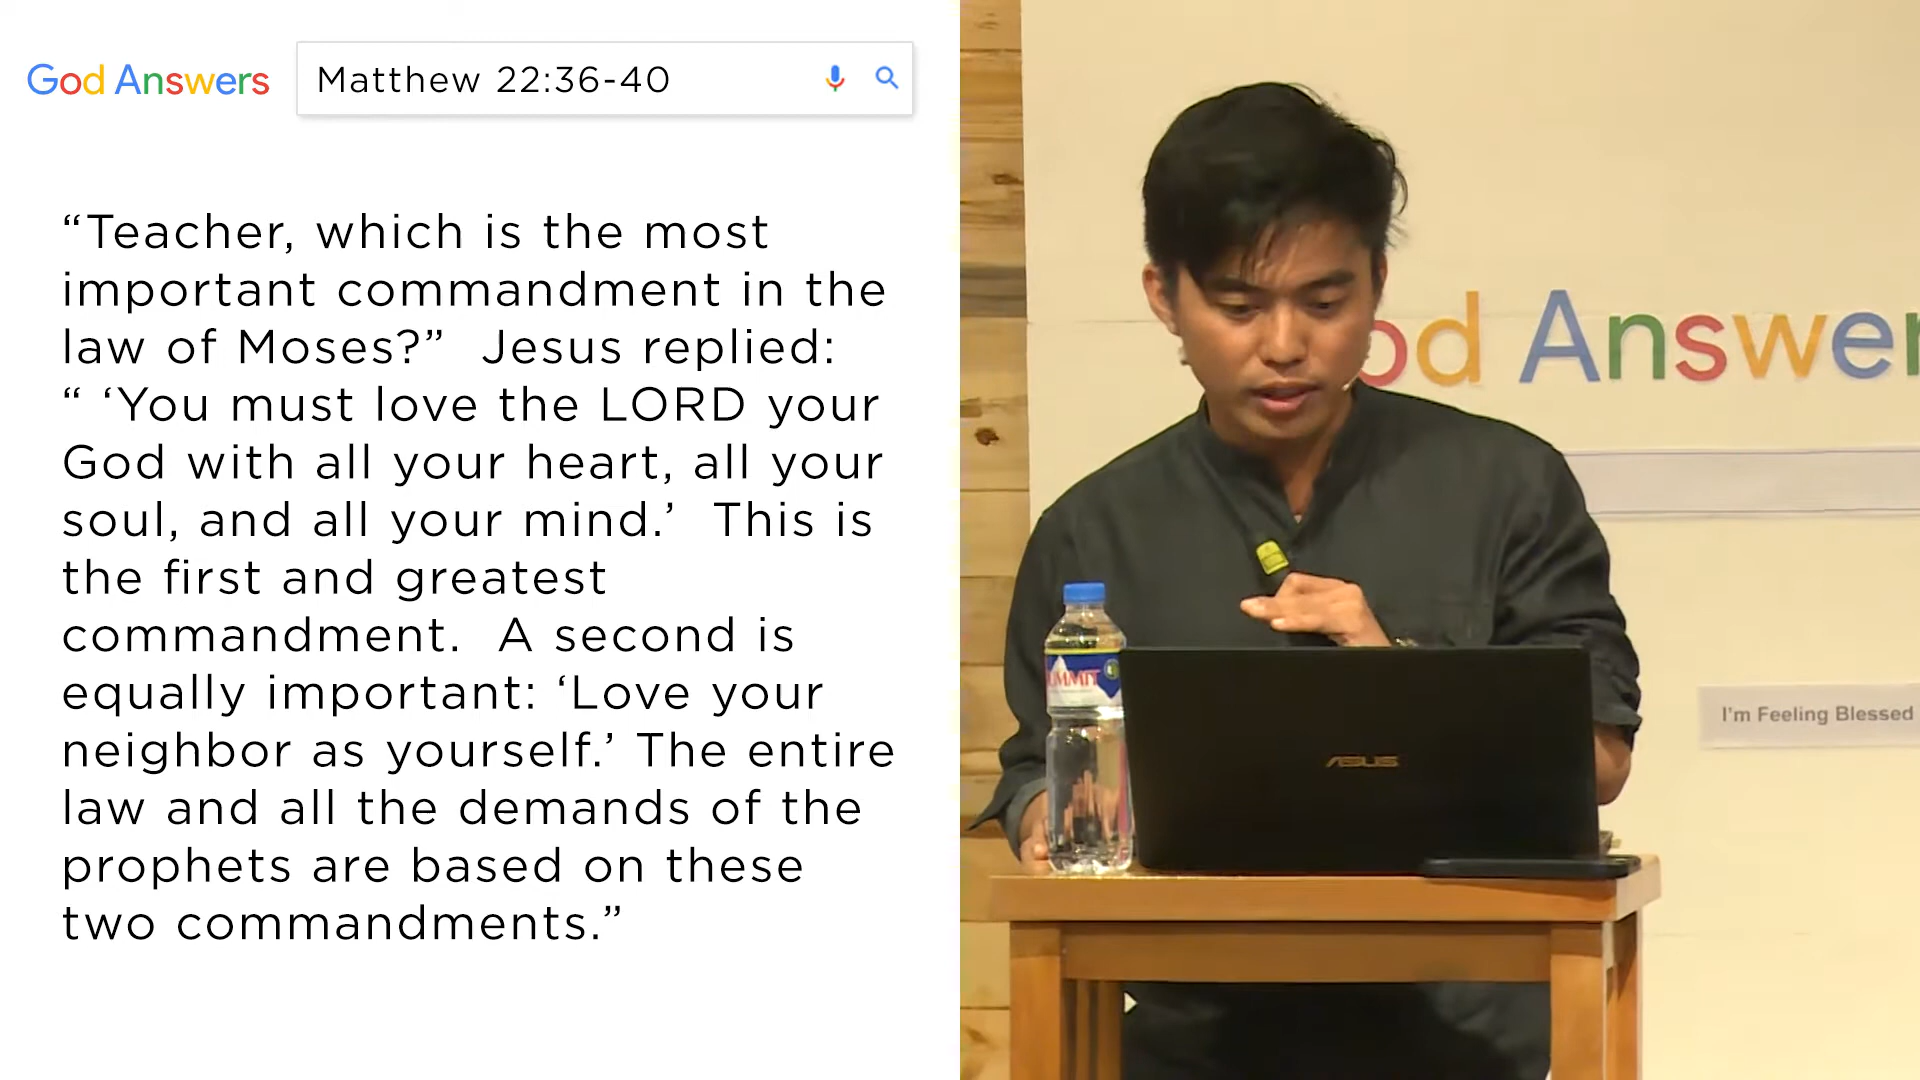 God Answers
Matthew 22:36-40
“Teacher, which is the most
important commandment in the
law of Moses?”  Jesus replied:
“ ‘You must love the LORD your
God with all your heart, all your
soul, and all your mind.’  This is
the first and greatest
commandment.  A second is
equally important: ‘Love your
neighbor as yourself.’ The entire
law and all the demands of the
prophets are based on these
two commandments.”
od Answer
I'm Feeling Blessed
UMMIT
ASUS